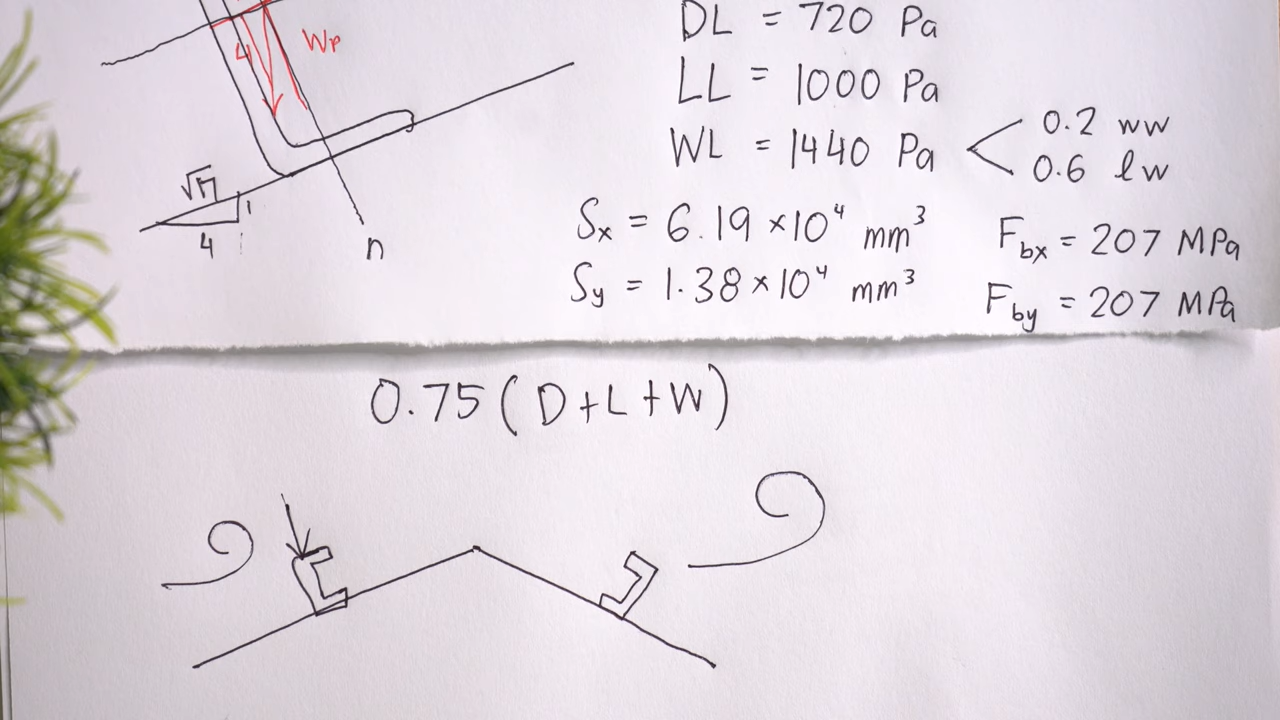 DL = 720 Pa
4 Wp
LL = 1000 Pa
WL = 1440 Pa < 0.2 ww
0.6 lw
√17
1
4
n
Sx = 6.19 ×10⁴ mm³
Fbx = 207 MPa
Sy = 1.38 ×10⁴ mm³
Fby = 207 MPa
0.75 (D+L+W)